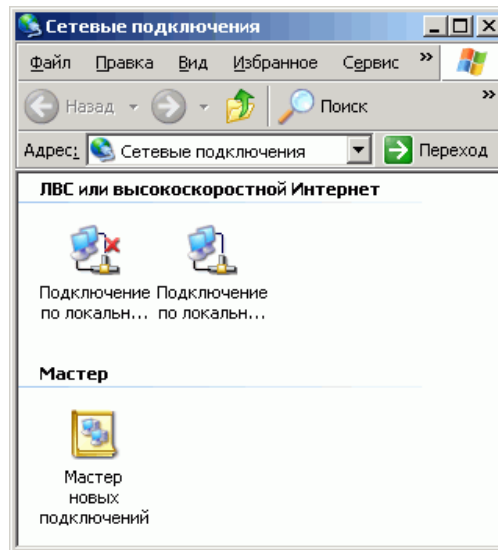 Сетевые подключения
Файл Правка Вид Избранное Сервис »
Назад Поиск »
Адрес: Сетевые подключения Переход
ЛВС или высокоскоростной Интернет
Подключение Подключение
по локальн... по локальн...
Мастер
Мастер
новых
подключений